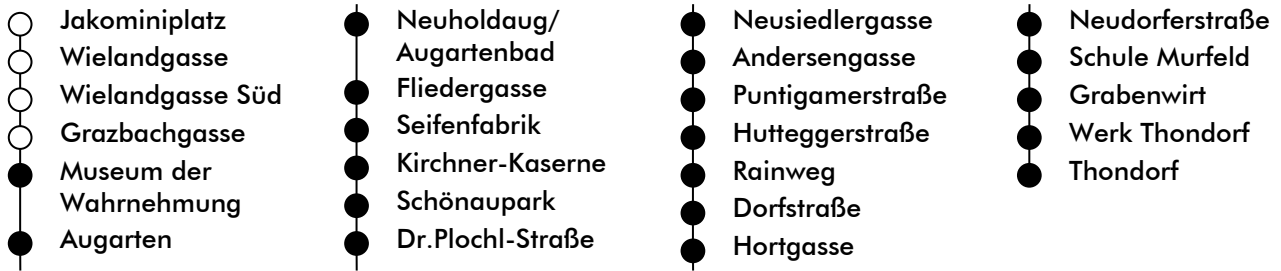 Jakominiplatz
Wielandgasse
Wielandgasse Süd
Grazbachgasse
Museum der
Wahrnehmung
Augarten
Neuholdaug/
Augartenbad
Fliedergasse
Seifenfabrik
Kirchner-Kaserne
Schönaupark
Dr.Plochl-Straße
Neusiedlergasse
Andersengasse
Puntigamerstraße
Hutteggerstraße
Rainweg
Dorfstraße
Hortgasse
Neudorferstraße
Schule Murfeld
Grabenwirt
Werk Thondorf
Thondorf